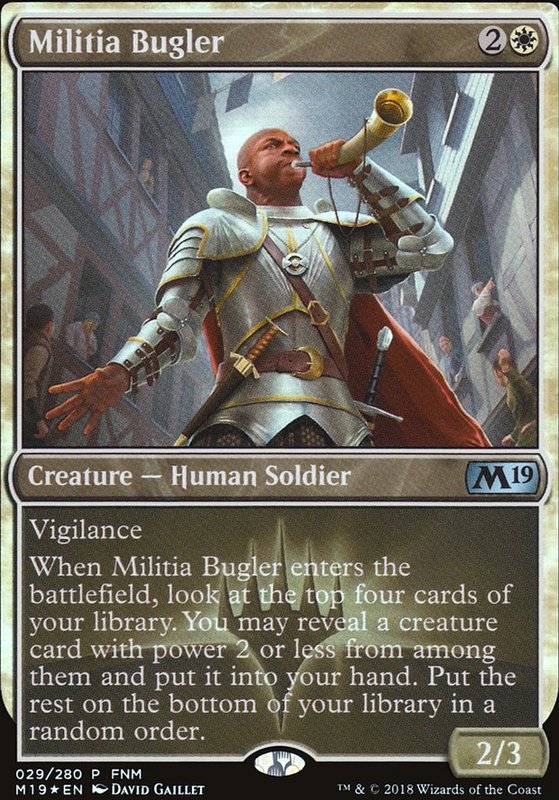 Militia Bugler 2
Creature — Human Soldier M19
Vigilance
When Militia Bugler enters the
battlefield, look at the top four cards of
your library. You may reveal a creature
card with power 2 or less from among
them and put it into your hand. Put the
rest on the bottom of your library in a
random order.
2/3
029/280 P FNM
M19★EN David Gaillet ™ & © 2018 Wizards of the Coast